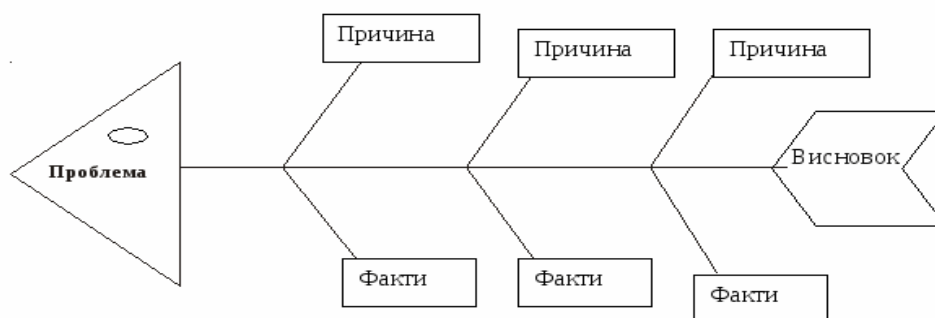 Причина
Причина
Причина
Проблема
Висновок
Факти
Факти
Факти